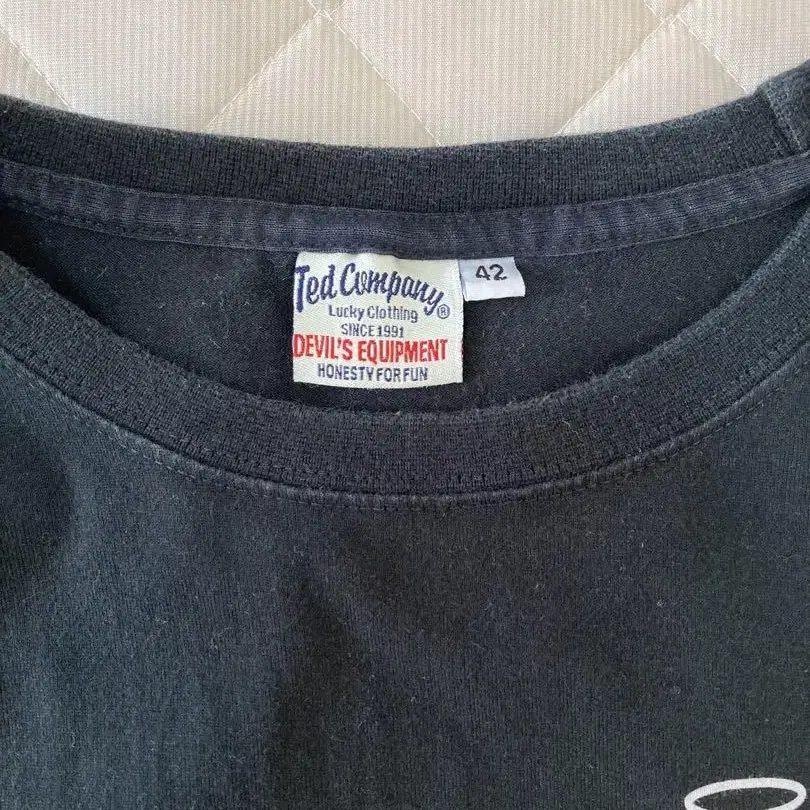 Ted Company®
Lucky Clothing
SINCE 1991
DEVIL'S EQUIPMENT
HONESTY FOR FUN
42